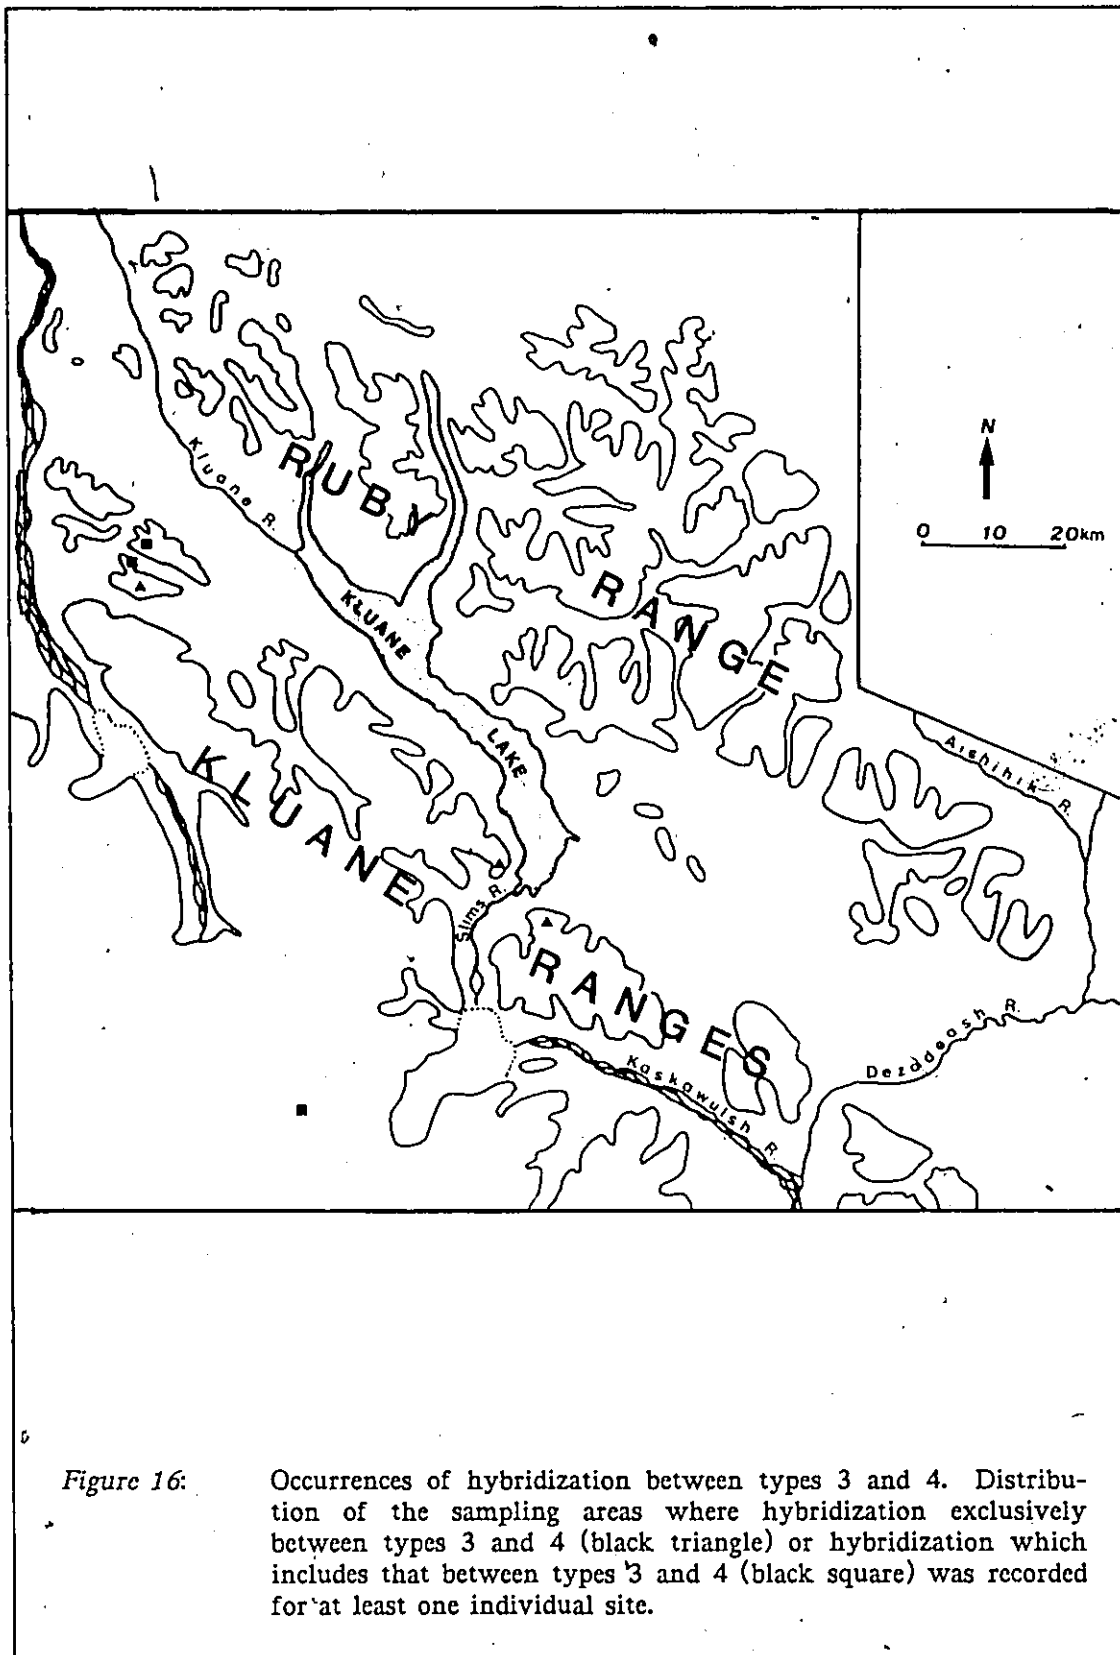 N
0 10 20km
Kluane R.
RUBY
RANGE
KLUANE
LAKE
Aishihik R.
KLUANE
Slims R.
RANGES
Dezadeash R.
Kaskawulsh R.
Figure 16: Occurrences of hybridization between types 3 and 4. Distribu-
tion of the sampling areas where hybridization exclusively
between types 3 and 4 (black triangle) or hybridization which
includes that between types 3 and 4 (black square) was recorded
for at least one individual site.